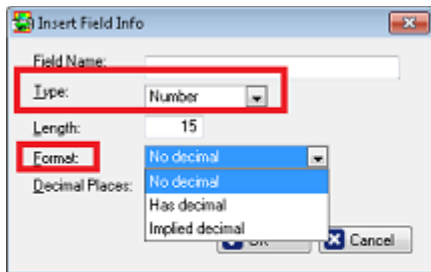 Insert Field Info
Field Name:
Type: Number
Length: 15
Format: No decimal
Decimal Places: No decimal
Has decimal
Implied decimal
Cancel